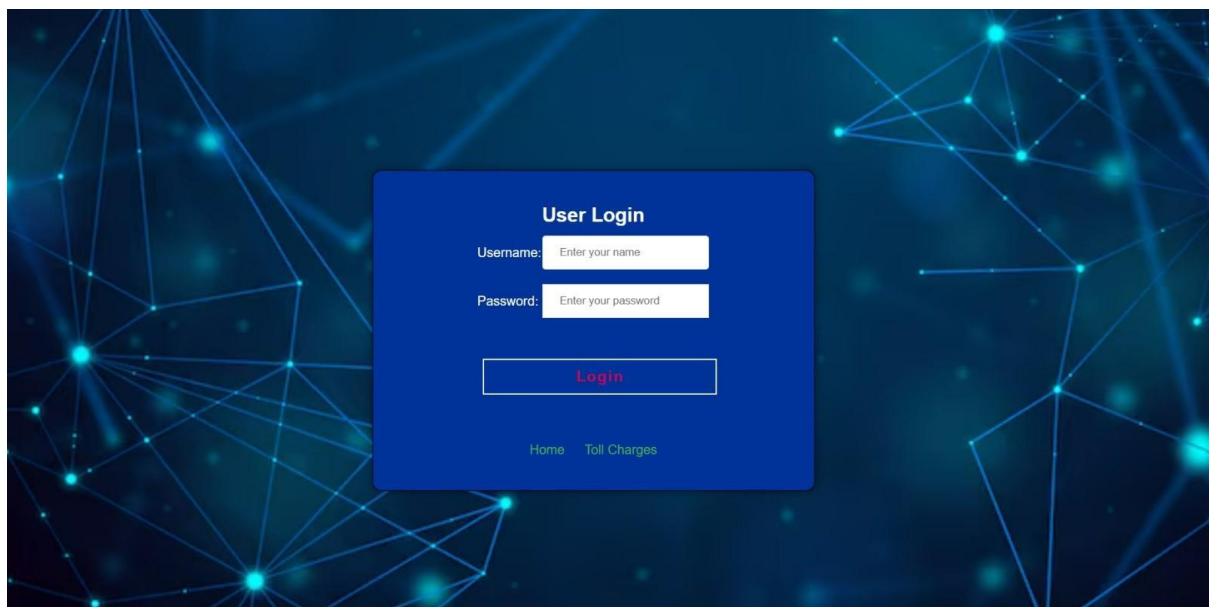 User Login
Username: Enter your name
Password: Enter your password
Login
Home Toll Charges